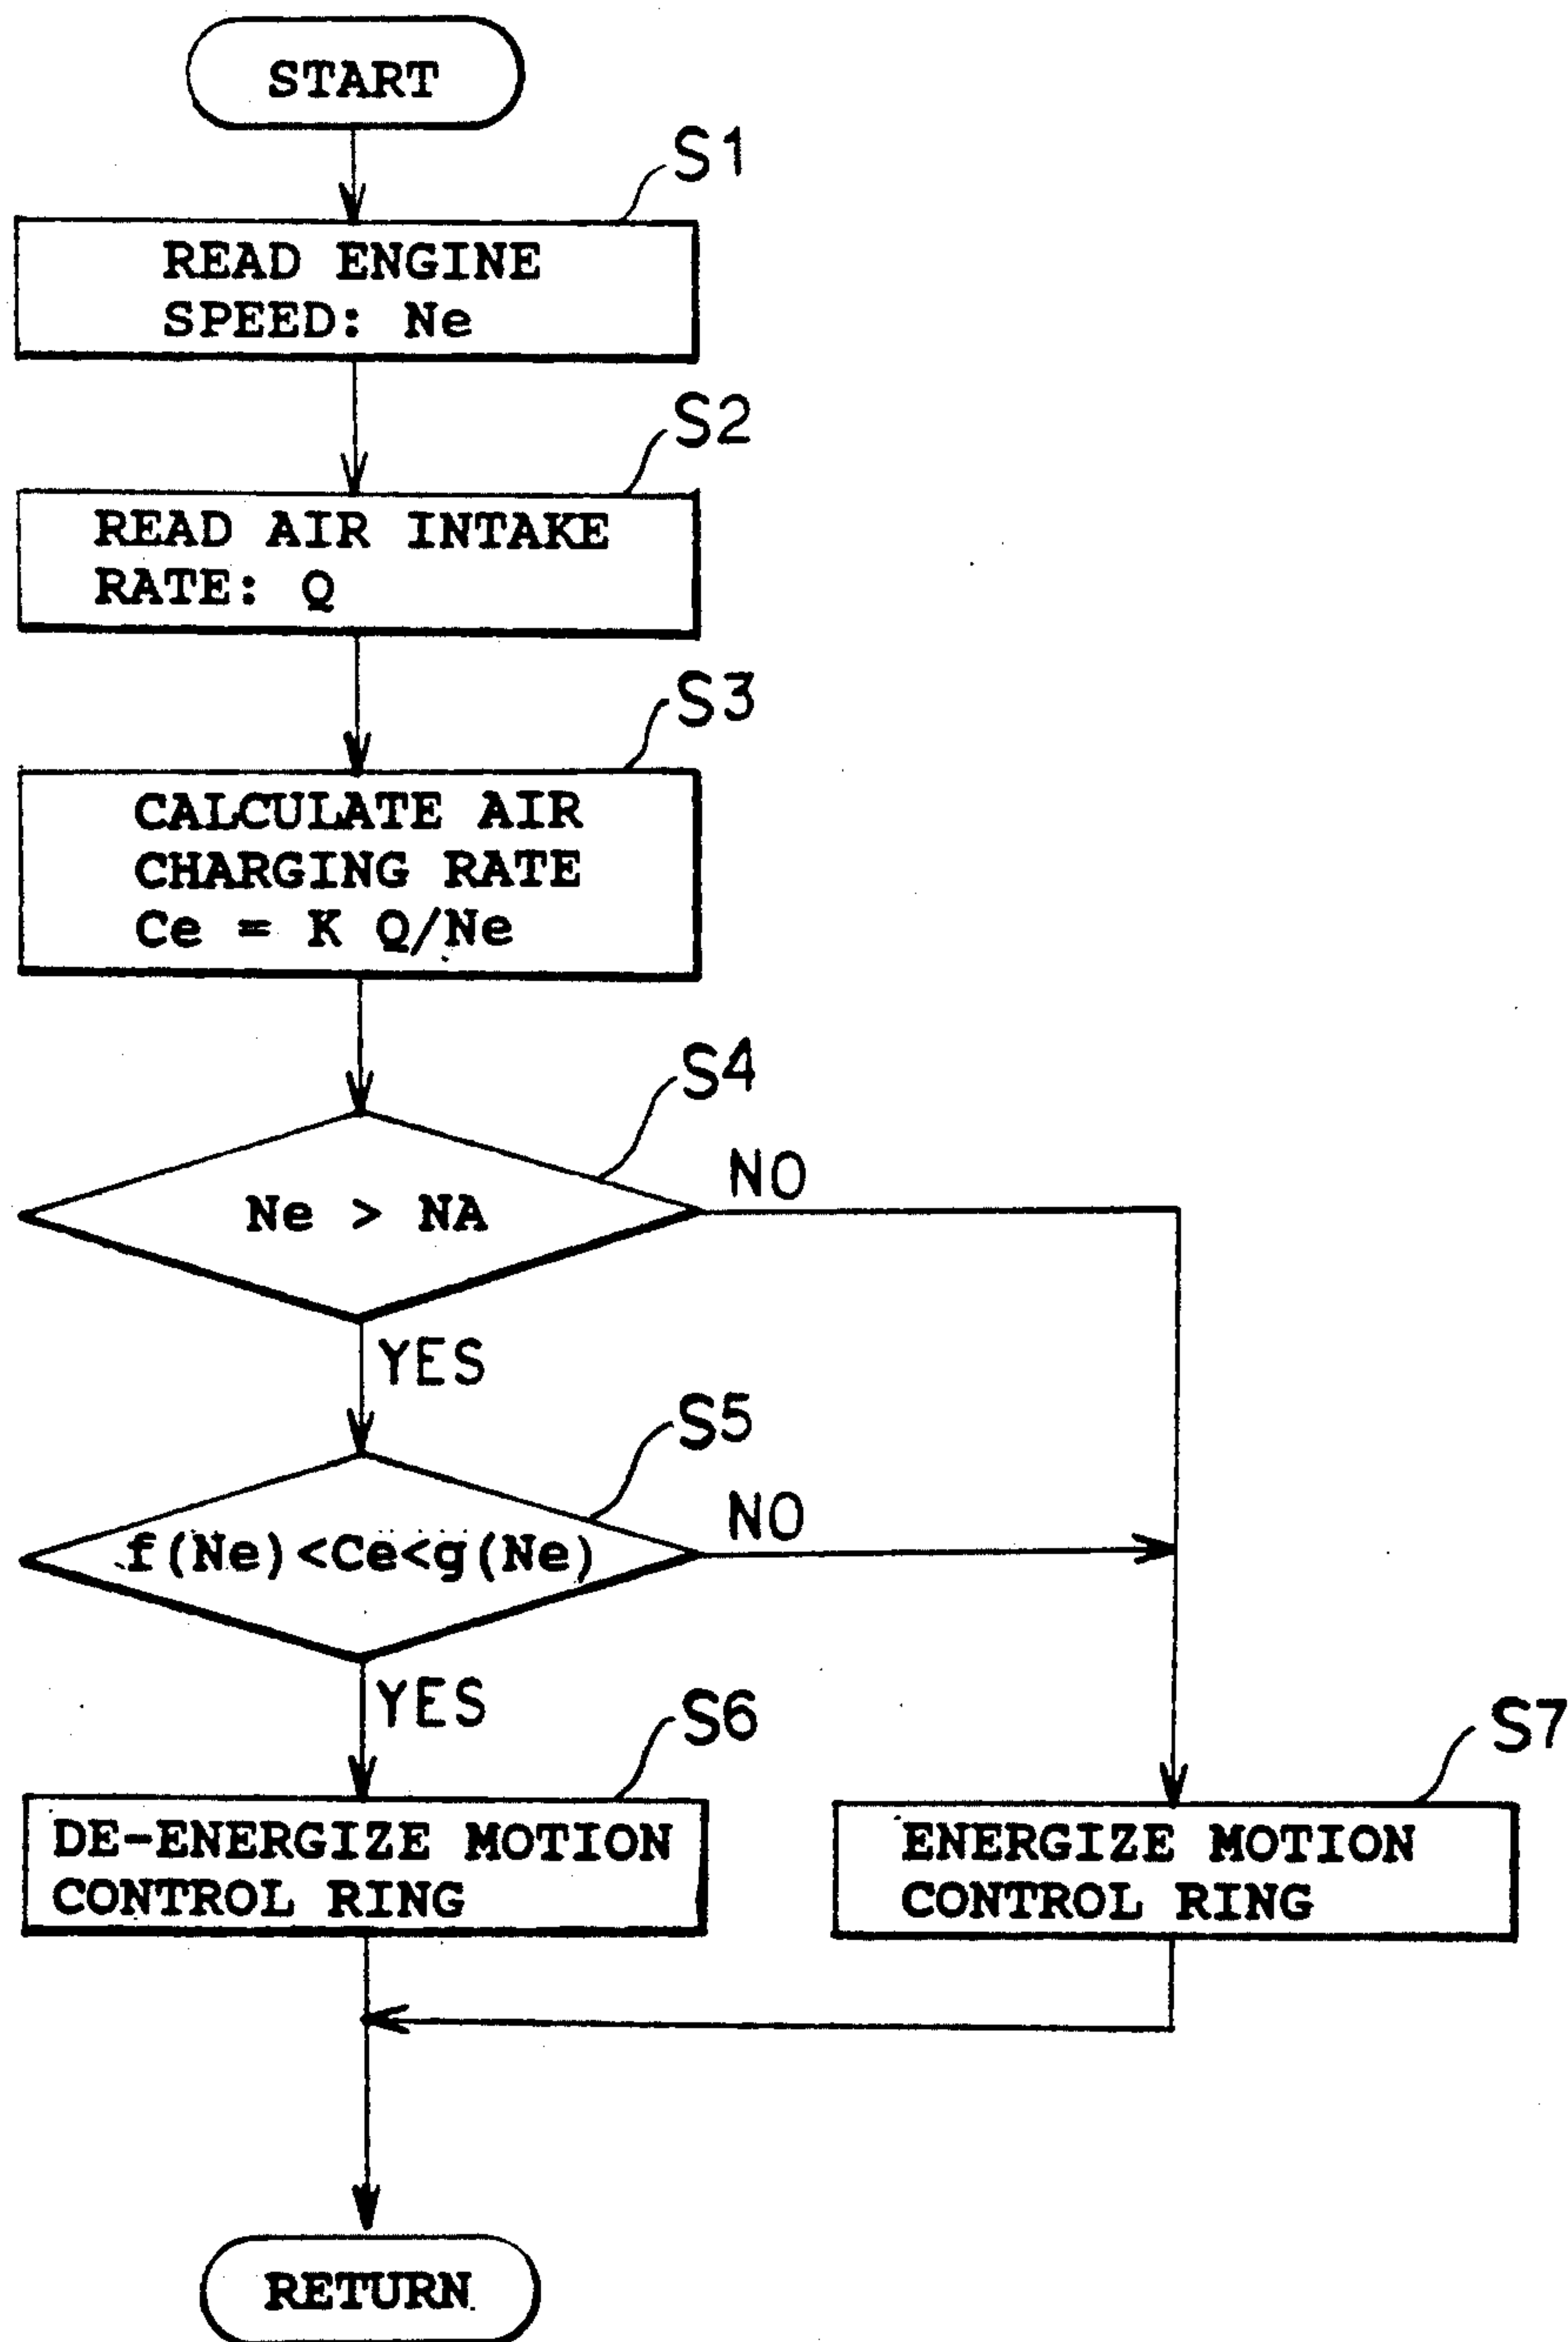 START
S1
READ ENGINE
SPEED: Ne
S2
READ AIR INTAKE
RATE: Q
S3
CALCULATE AIR
CHARGING RATE
Ce = K Q/Ne
S4
Ne > NA
NO
YES
S5
f(Ne)<Ce<g(Ne)
NO
YES
S6
DE-ENERGIZE MOTION
CONTROL RING
S7
ENERGIZE MOTION
CONTROL RING
RETURN